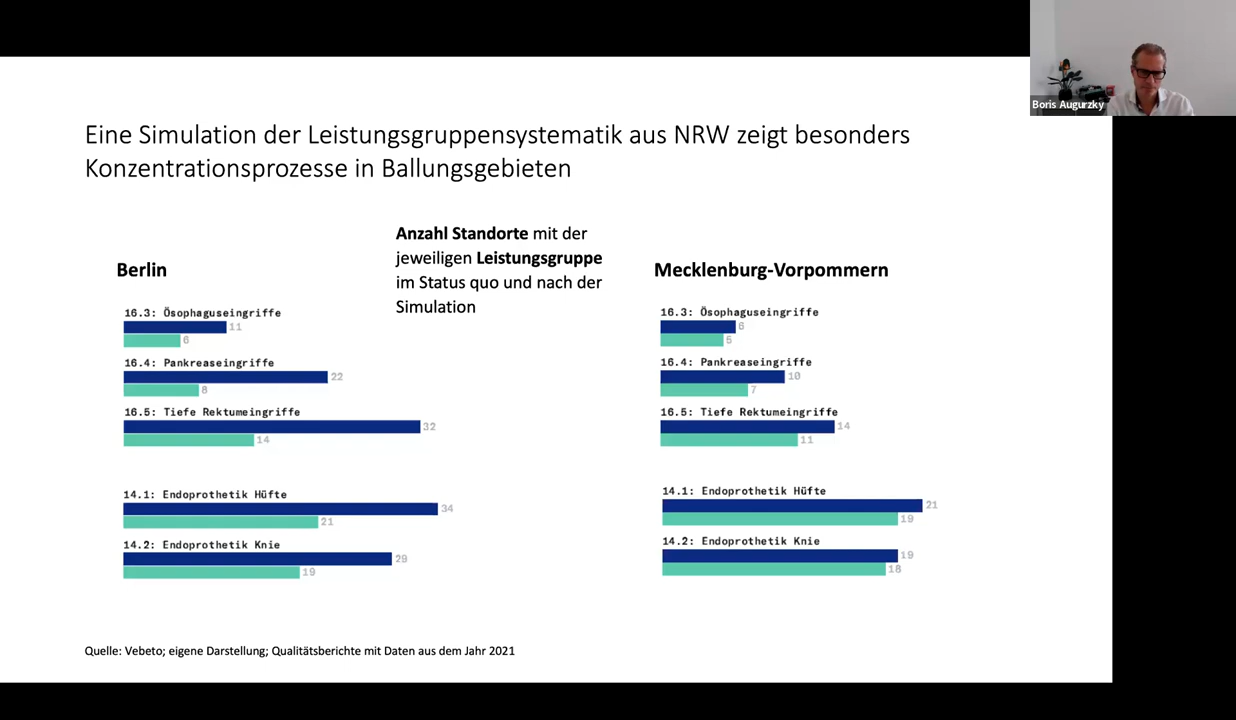 Boris Augurzky
Eine Simulation der Leistungsgruppensystematik aus NRW zeigt besonders
Konzentrationsprozesse in Ballungsgebieten
Anzahl Standorte mit der
jeweiligen Leistungsgruppe
im Status quo und nach der
Simulation
Berlin
16.3: Ösophaguseingriffe
11
6
16.4: Pankreaseingriffe
22
8
16.5: Tiefe Rektumeingriffe
32
14
14.1: Endoprothetik Hüfte
34
21
14.2: Endoprothetik Knie
29
19
Mecklenburg-Vorpommern
16.3: Ösophaguseingriffe
6
5
16.4: Pankreaseingriffe
10
7
16.5: Tiefe Rektumeingriffe
14
11
14.1: Endoprothetik Hüfte
21
19
14.2: Endoprothetik Knie
19
18
Quelle: Vebeto; eigene Darstellung; Qualitätsberichte mit Daten aus dem Jahr 2021